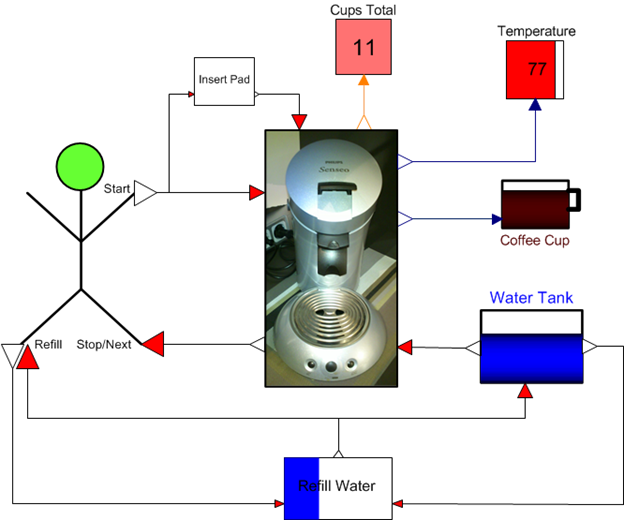 Cups Total
11
Temperature
77
Insert Pad
PHILIPS
Senseo
Start
Coffee Cup
Water Tank
Refill
Stop/Next
Refill Water